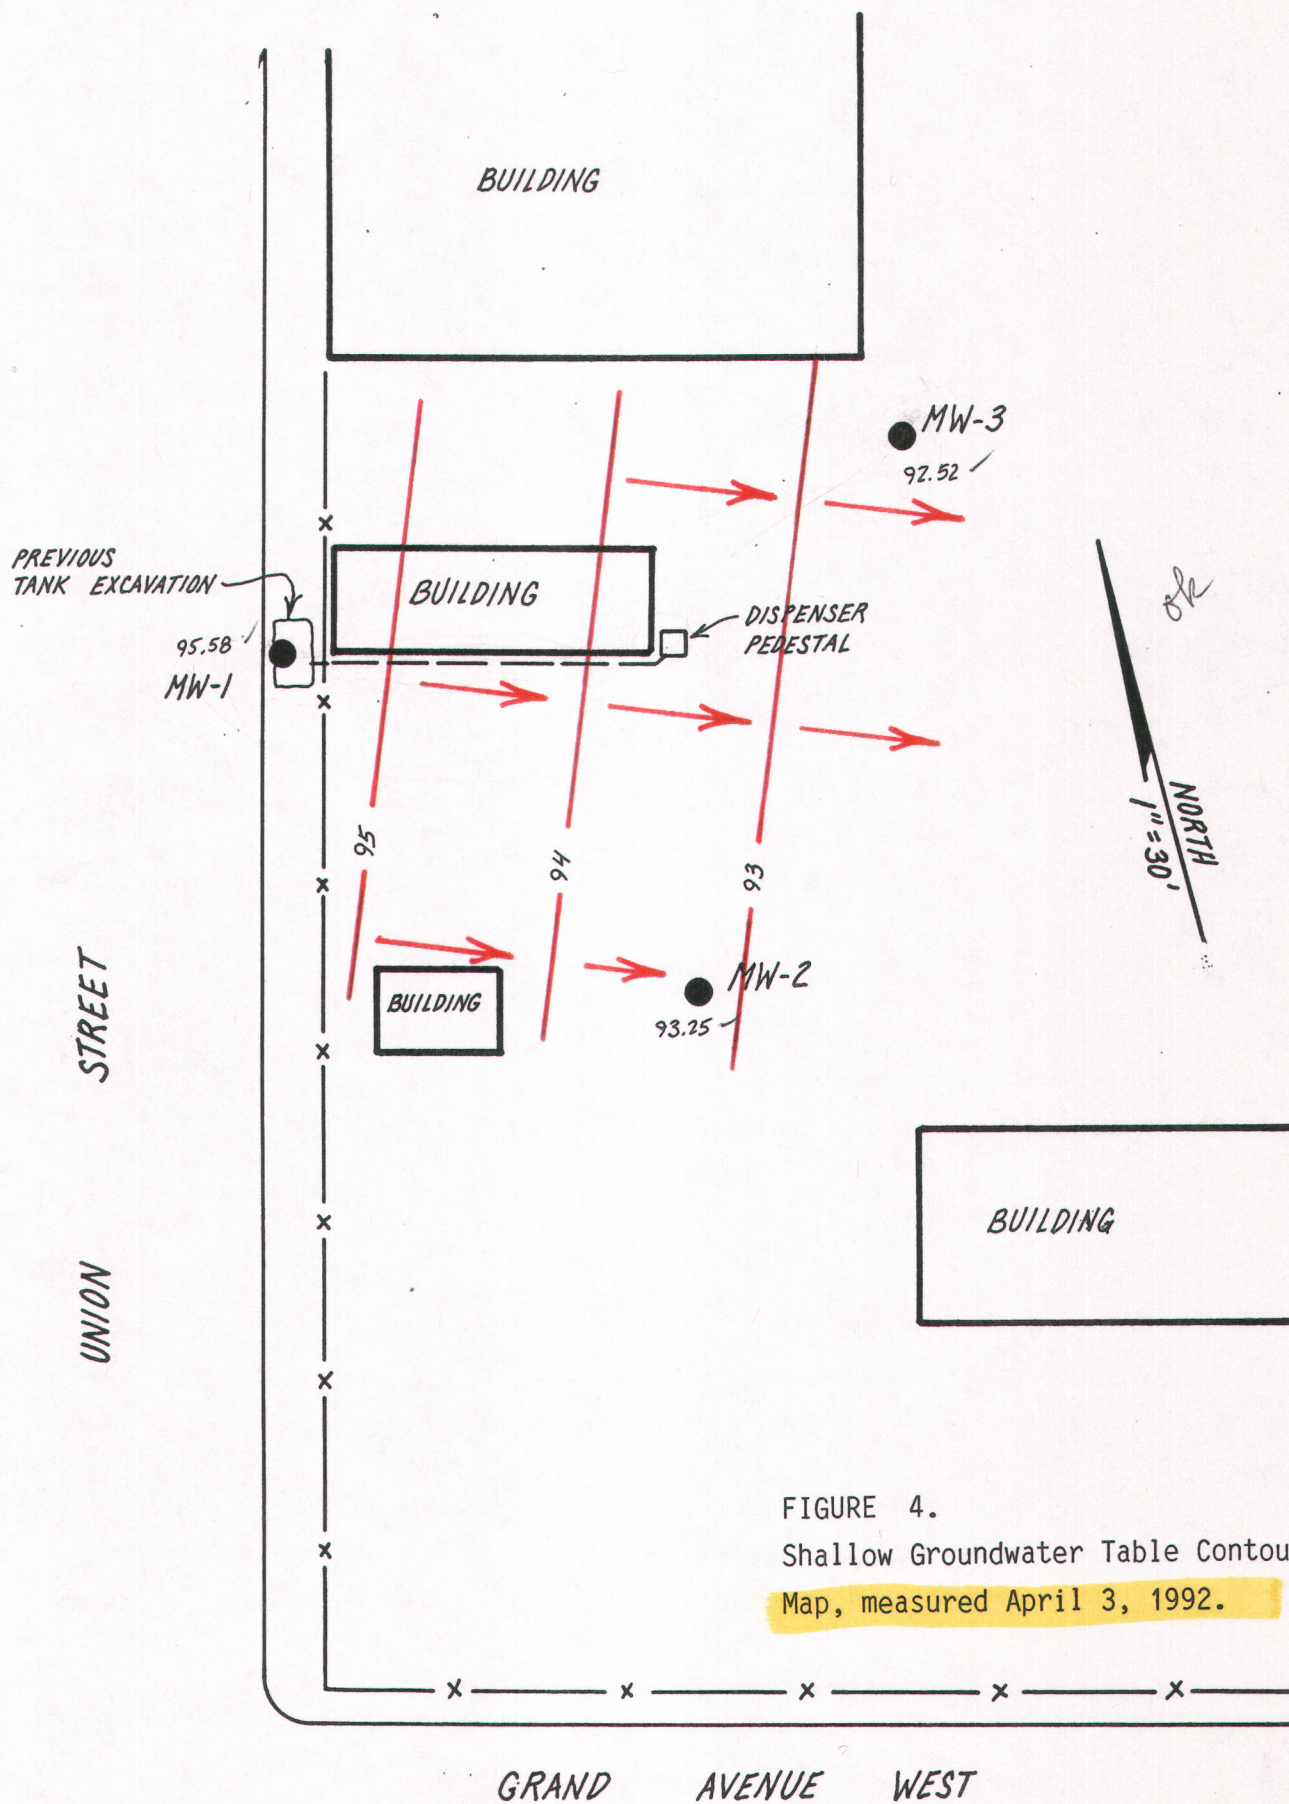 BUILDING
MW-3
92.52
PREVIOUS
TANK EXCAVATION
BUILDING
DISPENSER
PEDESTAL
ok
95.58
MW-1
NORTH
1" = 30'
95
94
93
MW-2
93.25
BUILDING
UNION STREET
BUILDING
FIGURE 4.
Shallow Groundwater Table Contou
Map, measured April 3, 1992.
GRAND AVENUE WEST